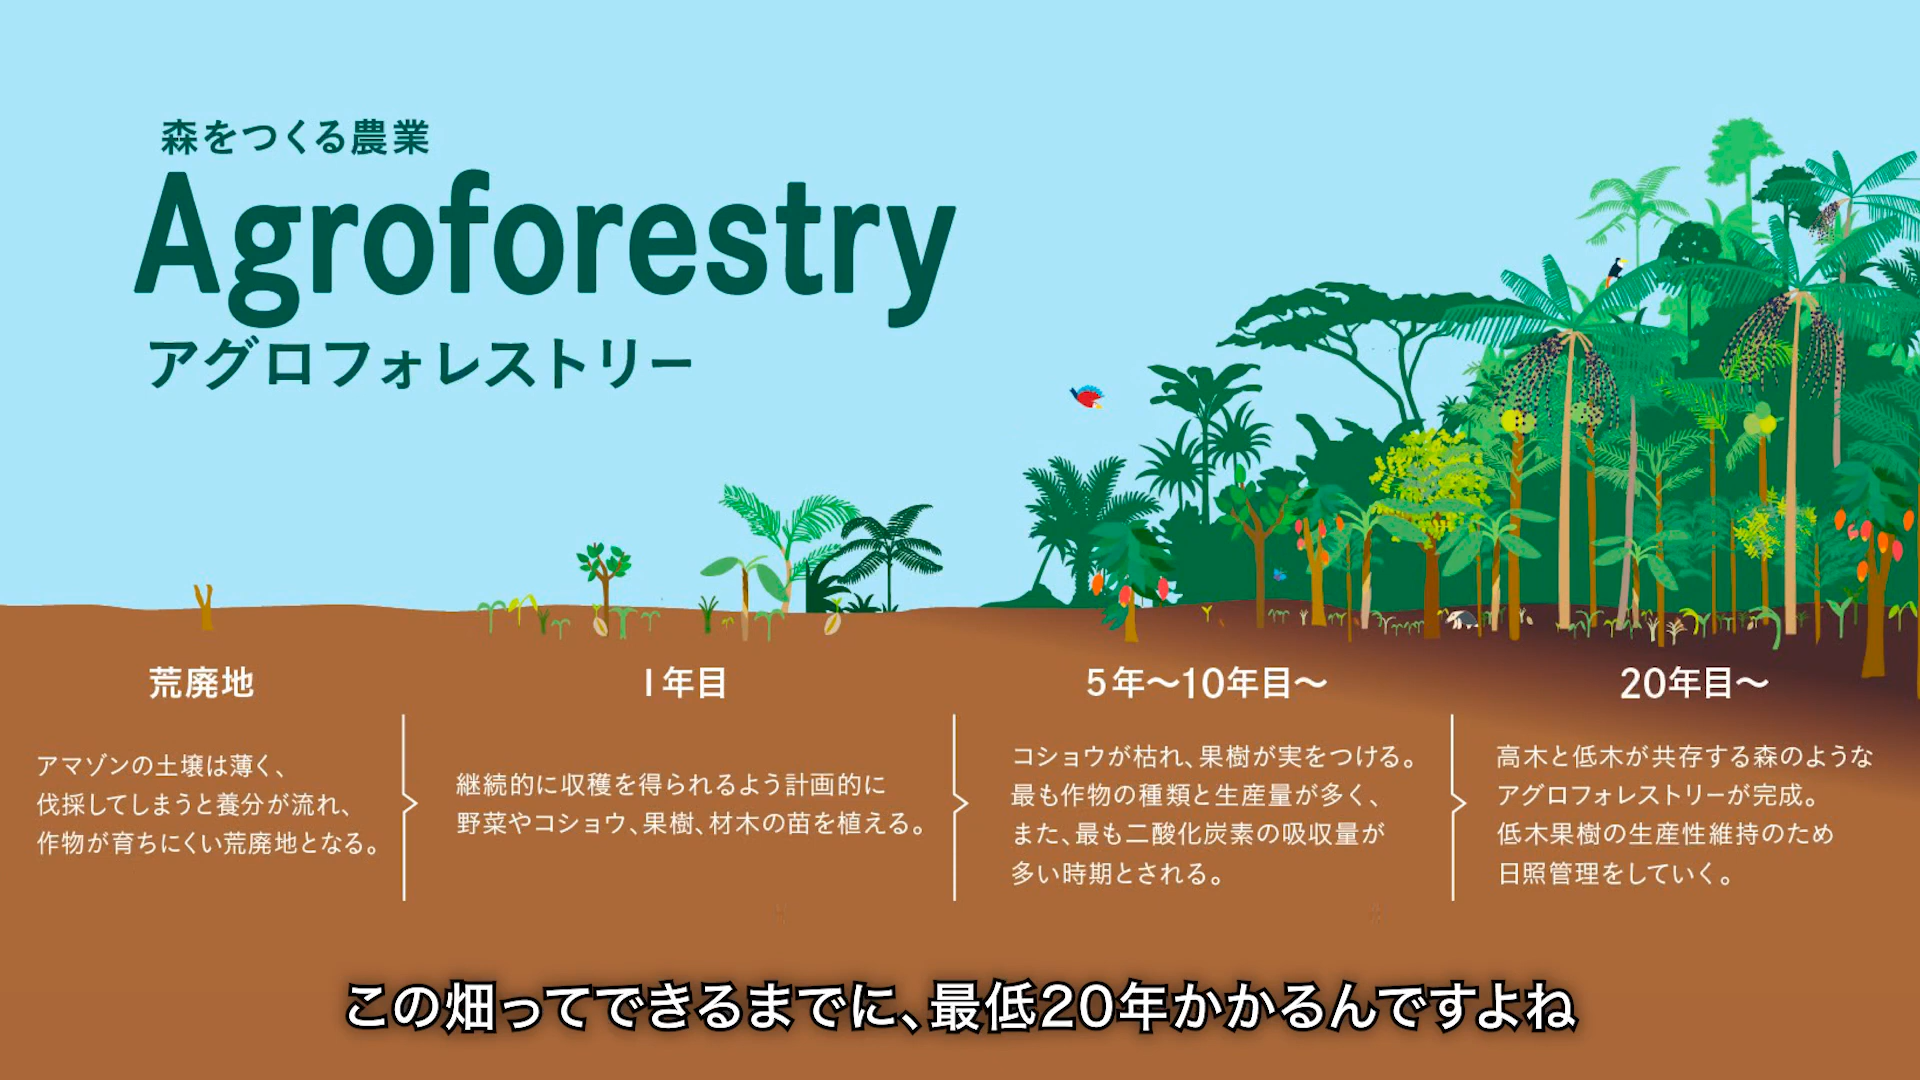 森をつくる農業
Agroforestry
アグロフォレストリー
荒廃地
アマゾンの土壌は薄く、
伐採してしまうと養分が流れ、
作物が育ちにくい荒廃地となる。
1年目
継続的に収穫を得られるよう計画的に
野菜やコショウ、果樹、材木の苗を植える。
5年〜10年目〜
コショウが枯れ、果樹が実をつける。
最も作物の種類と生産量が多く、
また、最も二酸化炭素の吸収量が
多い時期とされる。
20年目〜
高木と低木が共存する森のような
アグロフォレストリーが完成。
低木果樹の生産性維持のため
日照管理をしていく。
この畑ってできるまでに、最低20年かかるんですよね